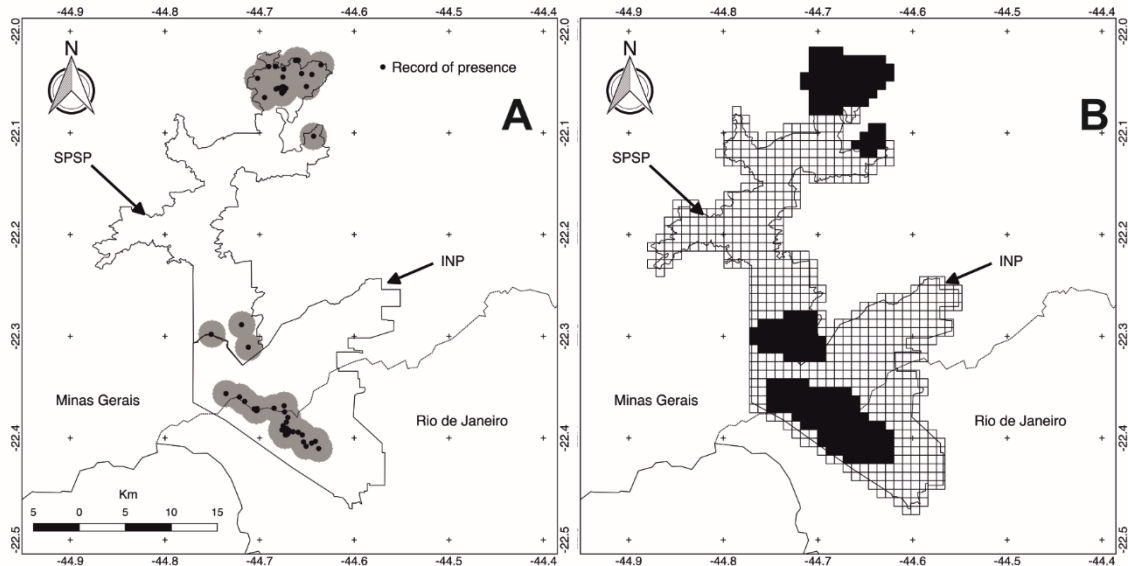 -44.9 -44.8 -44.7 -44.6 -44.5 -44.4 -44.9 -44.8 -44.7 -44.6 -44.5 -44.4
-22.0 -22.0
N N
• Record of presence
A B
-22.1 -22.1
SPSP SPSP
-22.2 -22.2
INP INP
-22.3 -22.3
Minas Gerais Minas Gerais
Rio de Janeiro Rio de Janeiro
-22.4 -22.4
Km
5 0 5 10 15
-22.5 -22.5
-44.9 -44.8 -44.7 -44.6 -44.5 -44.4 -44.9 -44.8 -44.7 -44.6 -44.5 -44.4